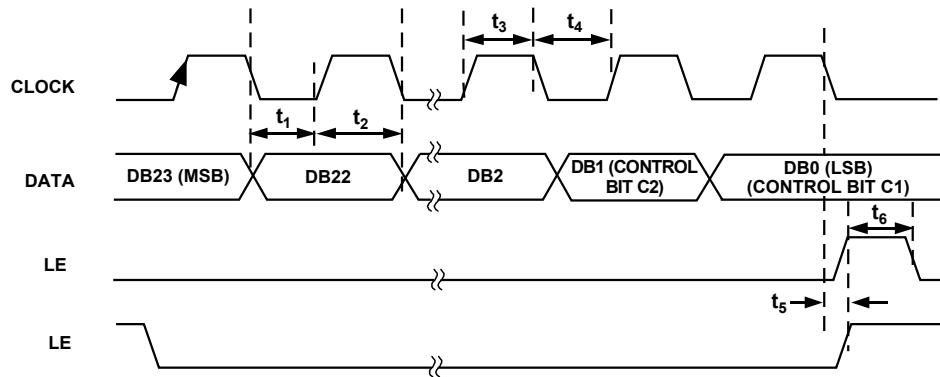 t3
t4
CLOCK
t1
t2
DATA
DB23 (MSB)
DB22
DB2
DB1 (CONTROL
BIT C2)
DB0 (LSB)
(CONTROL BIT C1)
t6
LE
t5
LE